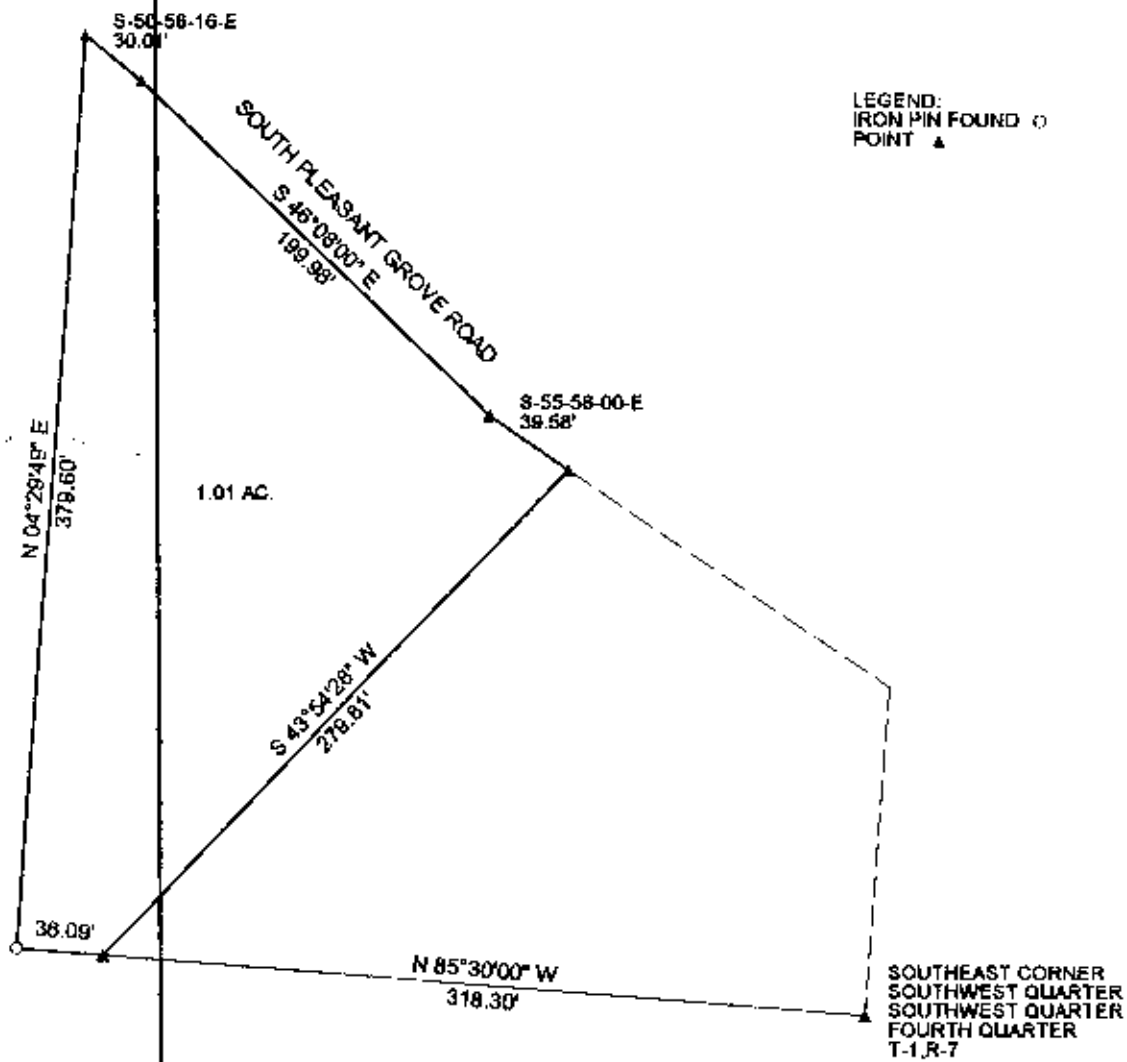 S-50-56-16-E
30.01'
LEGEND:
IRON PIN FOUND
POINT
SOUTH PLEASANT GROVE ROAD
S 46°08'00" E
199.98'
S-55-58-00-E
39.58'
N 04°29'49" E
379.60'
1.01 AC.
S 43°54'28" W
279.81'
36.09'
N 85°30'00" W
318.30'
SOUTHEAST CORNER
SOUTHWEST QUARTER
SOUTHWEST QUARTER
FOURTH QUARTER
T-1,R-7